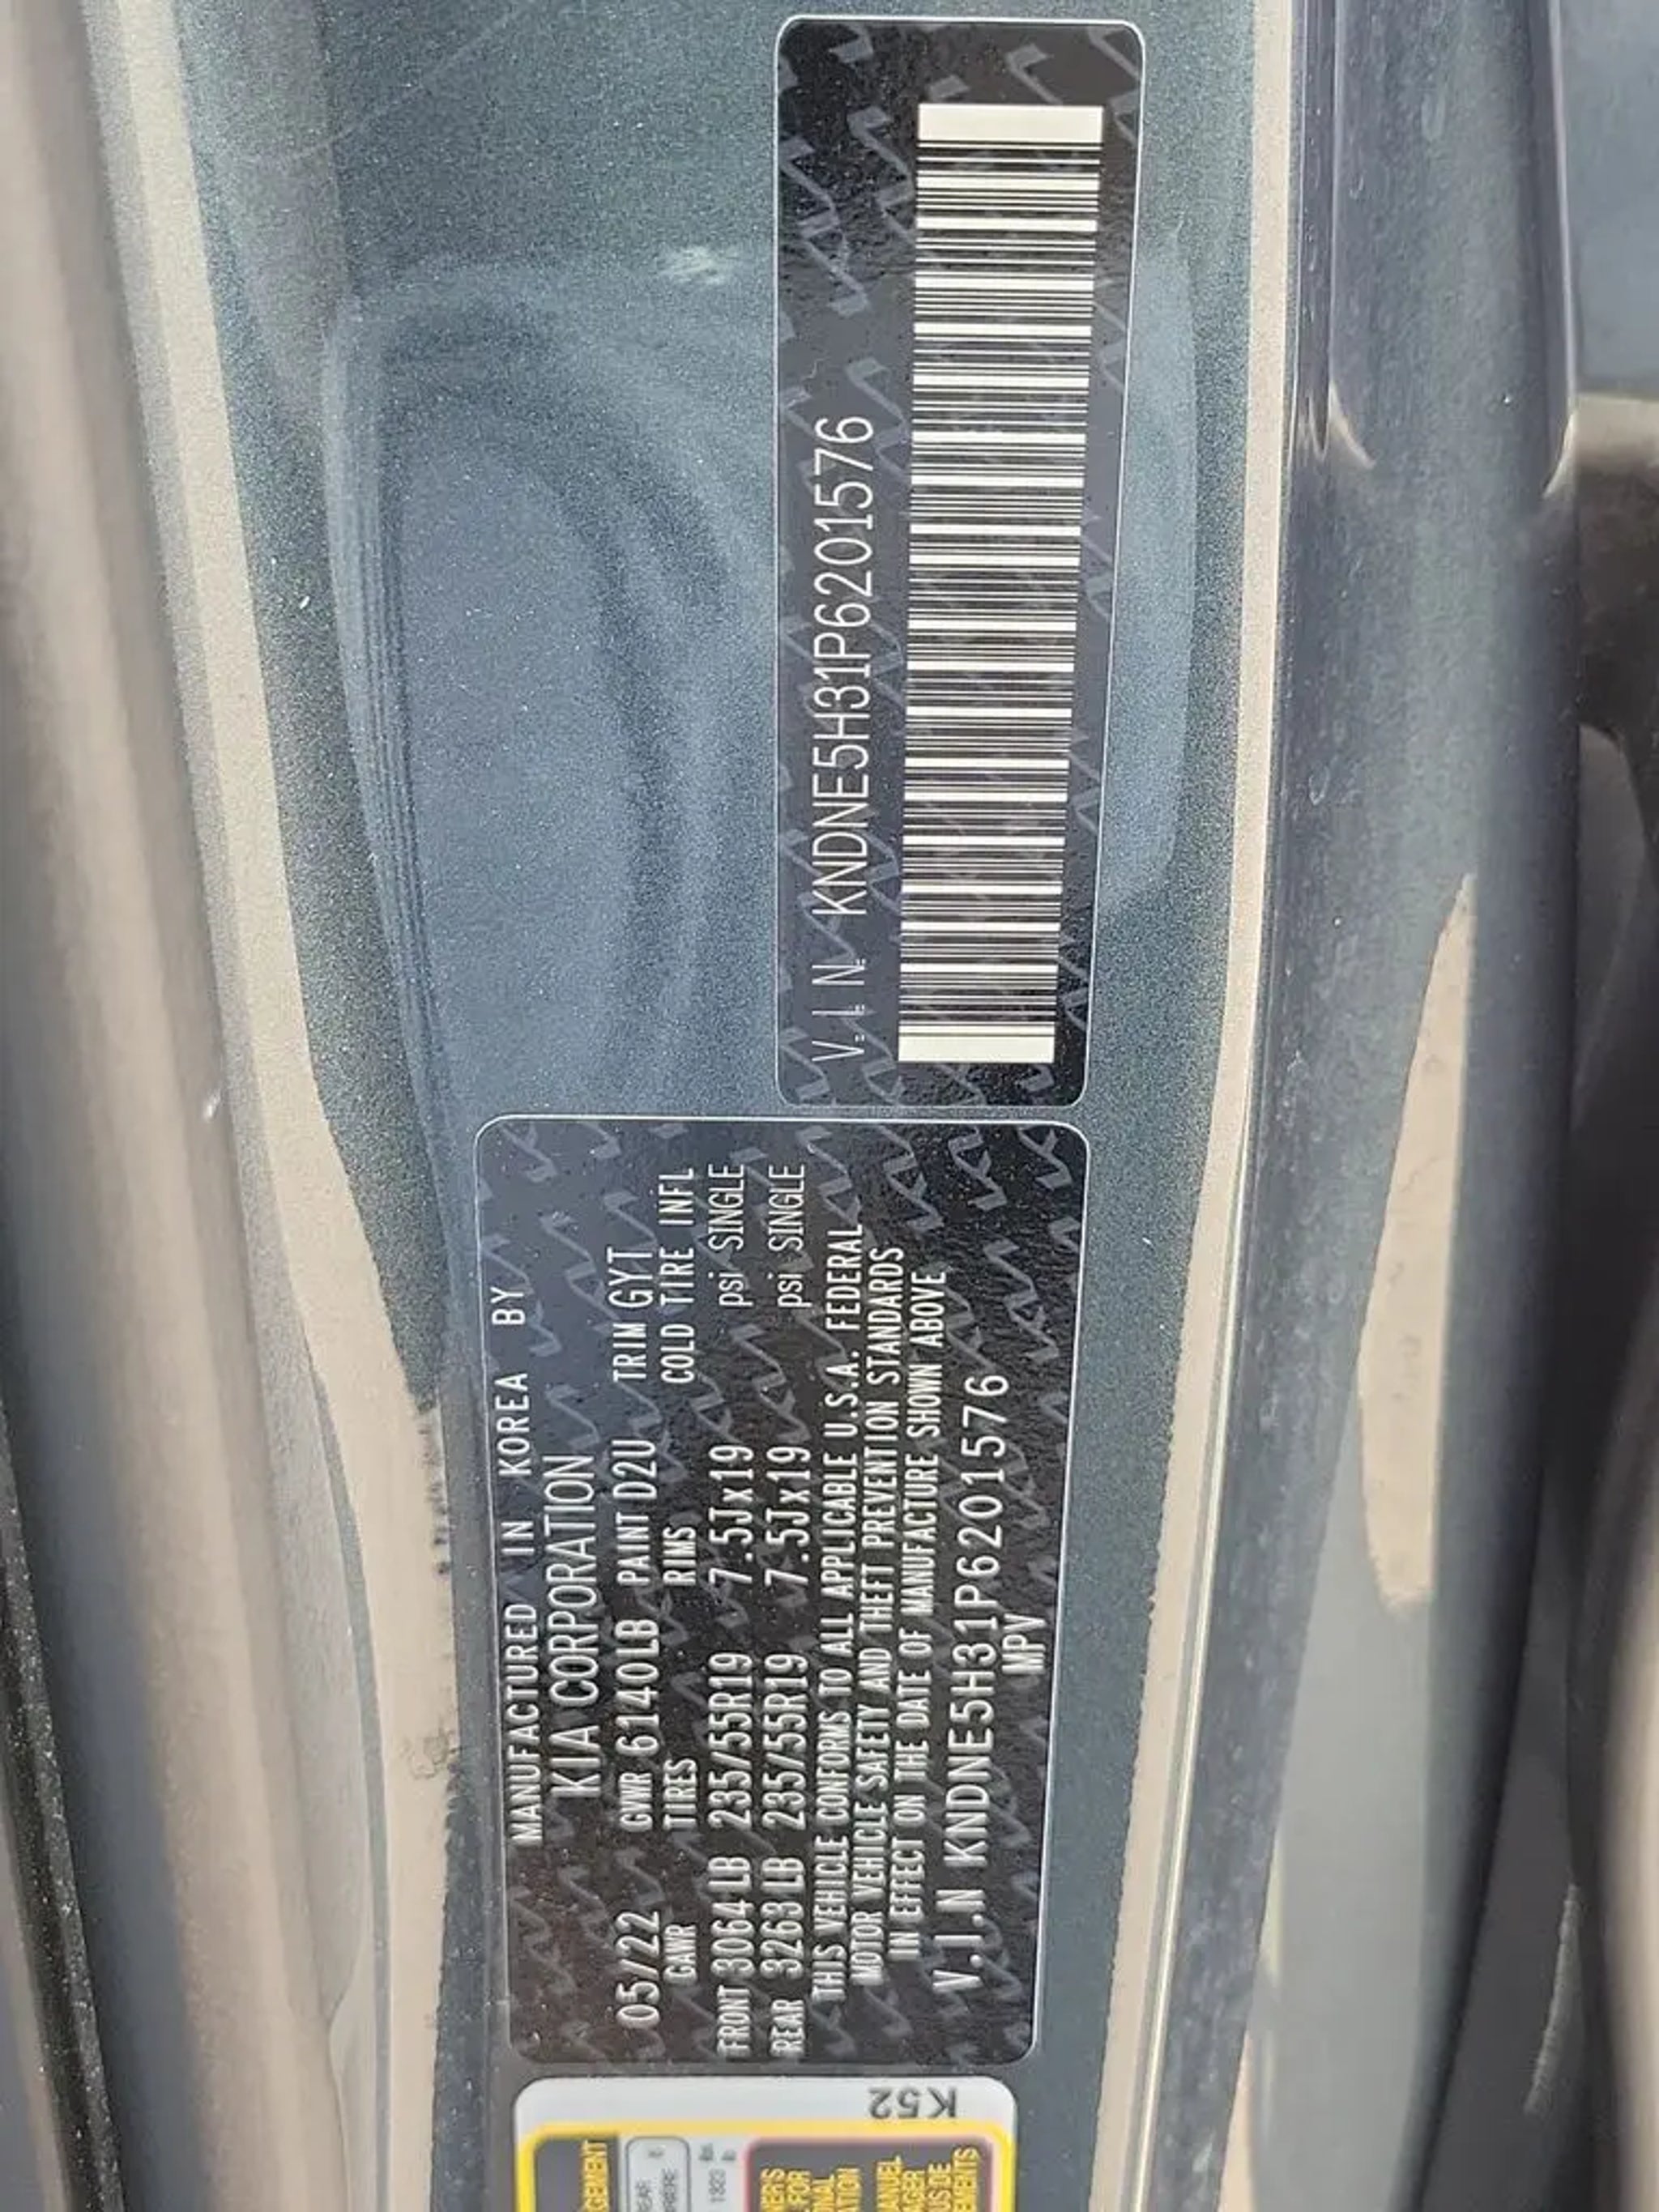 MANUFACTURED IN KOREA BY
KIA CORPORATION
05/22 GVWR 6140LB PAINT D2U TRIM GYT
GAWR TIRES RIMS COLD TIRE INFL
FRONT 3064LB 235/55R19 7.5Jx19 psi SINGLE
REAR 3263LB 235/55R19 7.5Jx19 psi SINGLE
THIS VEHICLE CONFORMS TO ALL APPLICABLE U.S.A. FEDERAL
MOTOR VEHICLE SAFETY AND THEFT PREVENTION STANDARDS
IN EFFECT ON THE DATE OF MANUFACTURE SHOWN ABOVE
V.I.N KNDNE5H31P6201576
MPV
V.I.N. KNDNE5H31P6201576
K52
MANUEL